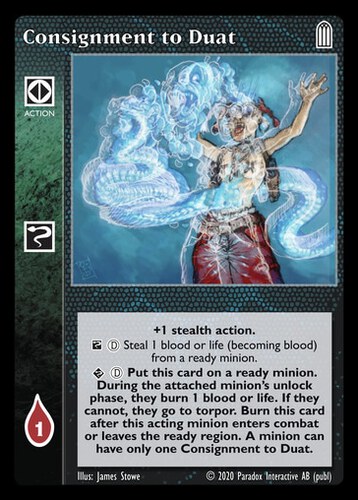 Consignment to Duat
ACTION
+1 stealth action.
D Steal 1 blood or life (becoming blood)
from a ready minion.
D Put this card on a ready minion.
During the attached minion's unlock
phase, they burn 1 blood or life. If they
cannot, they go to torpor. Burn this card
after this acting minion enters combat
or leaves the ready region. A minion can
have only one Consignment to Duat.
1
Illus: James Stowe © 2020 Paradox Interactive AB (publ)